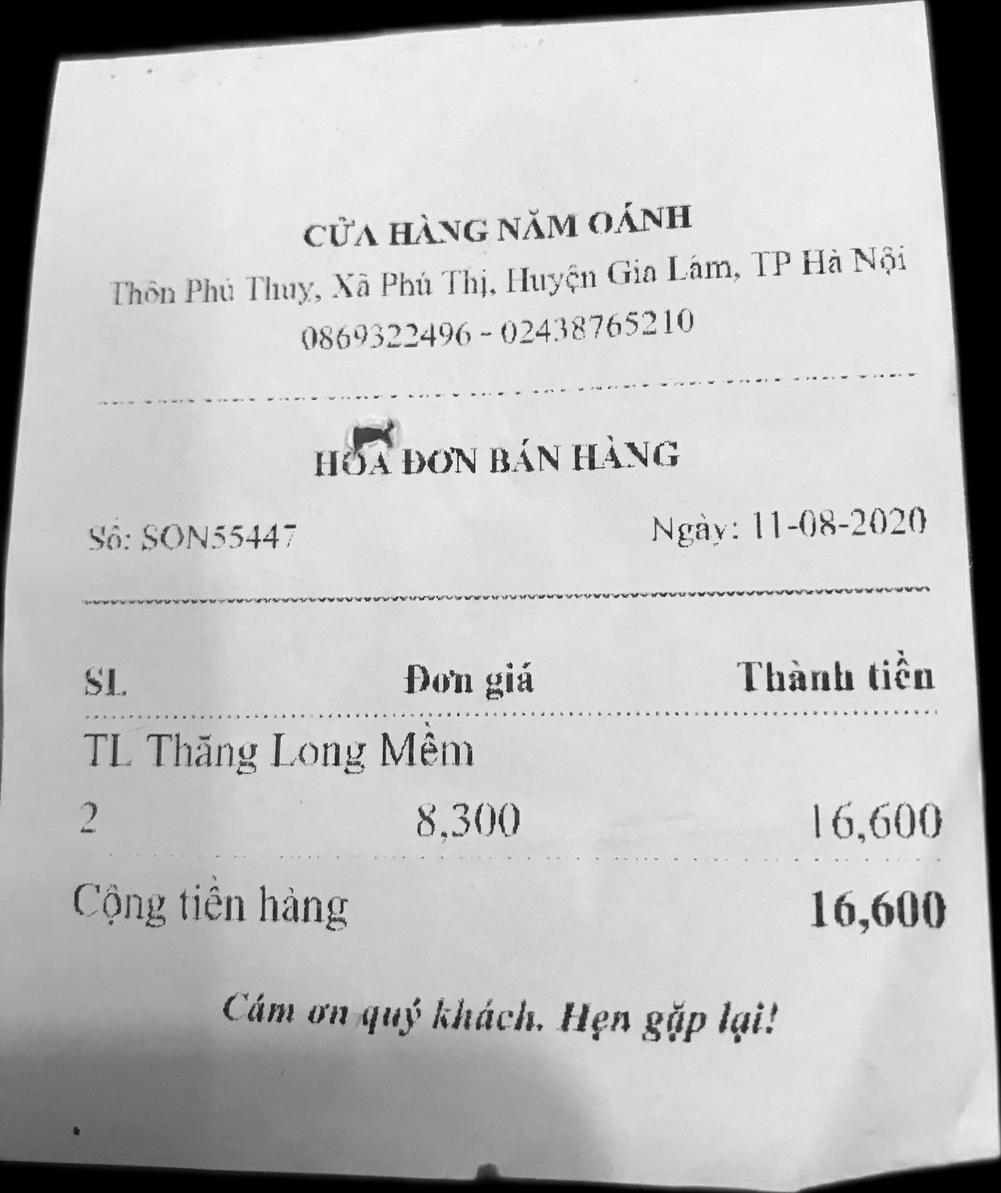 CỬA HÀNG NĂM OÁNH
Thôn Phú Thuy, Xã Phú Thị, Huyện Gia Lâm, TP Hà Nội
0869322496 - 02438765210
HÓA ĐƠN BÁN HÀNG
Số: SON55447
Ngày: 11-08-2020
SL
Đơn giá
Thành tiền
TL Thăng Long Mềm
2
8,300
16,600
Cộng tiền hàng
16,600
Cám ơn quý khách. Hẹn gặp lại!